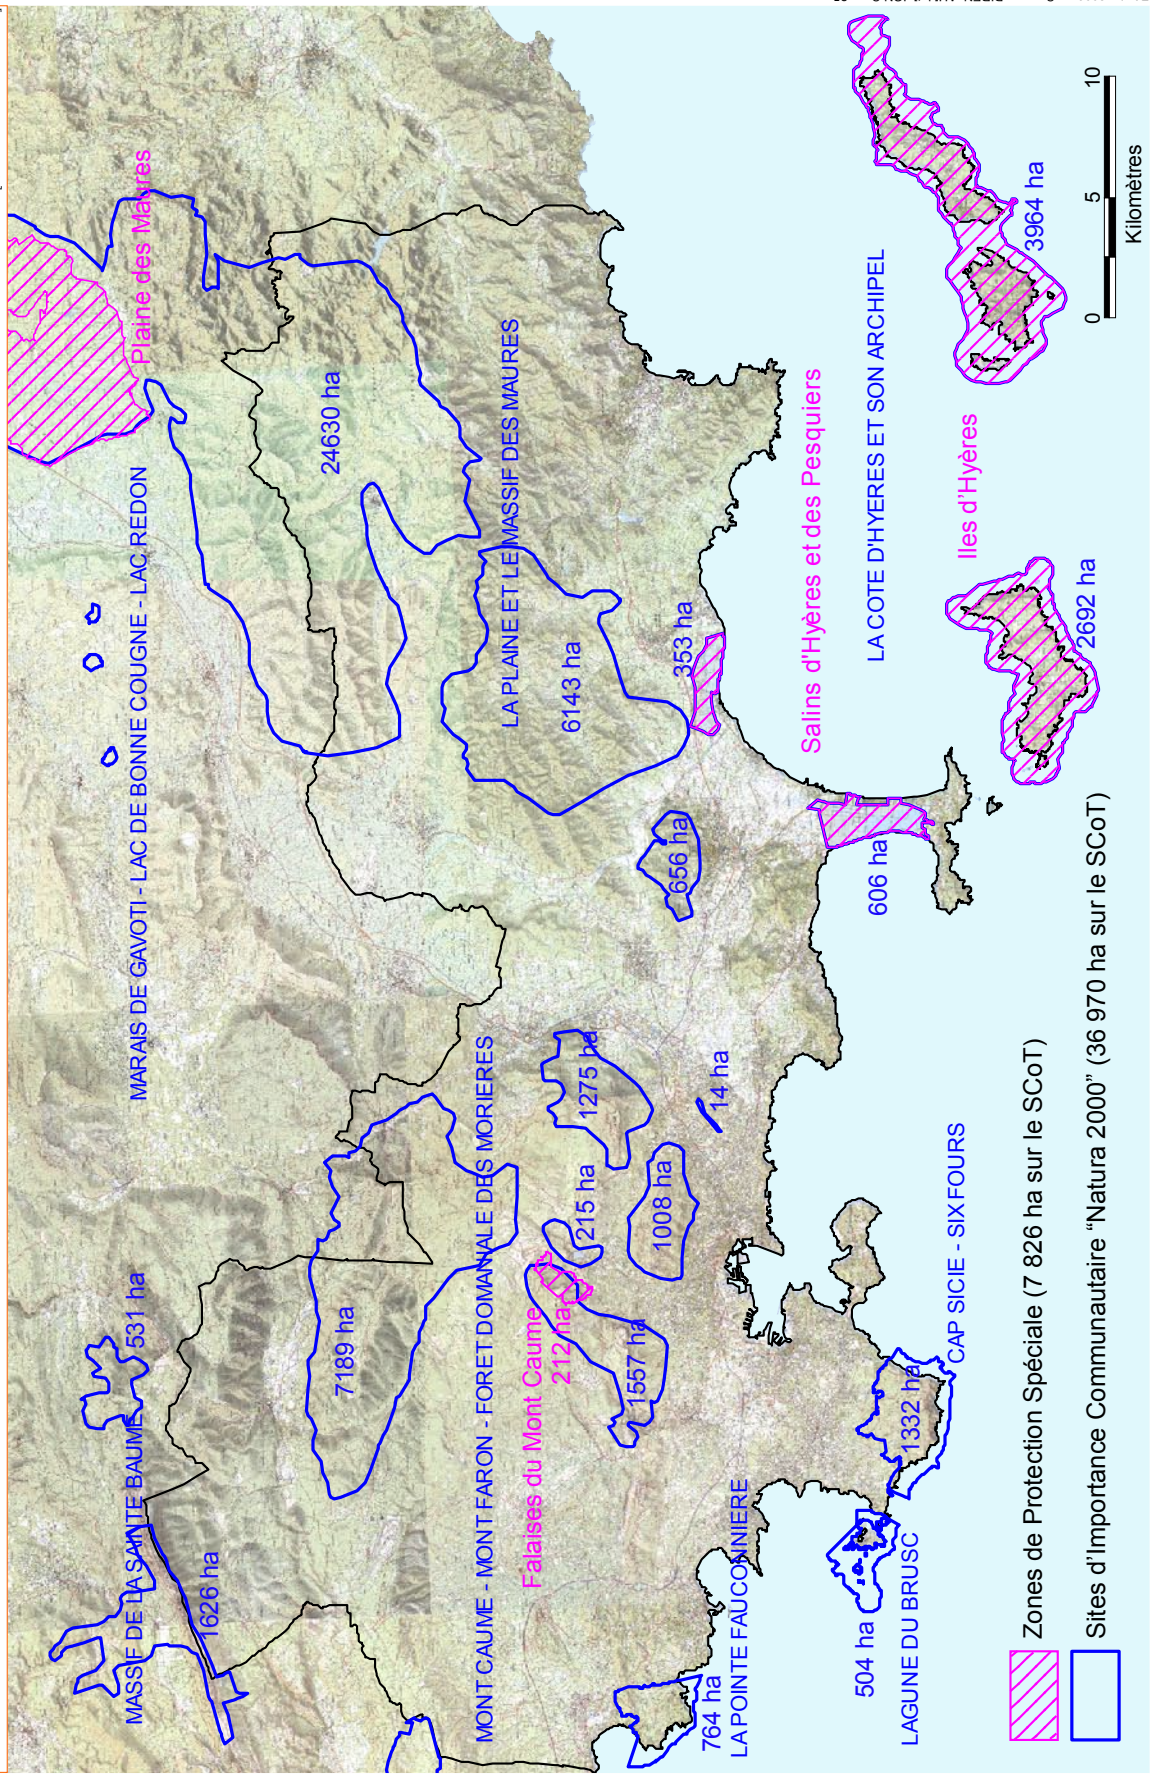 Plaine des Maures
MARAIS DE GAVOTI - LAC DE BONNE COUGNE - LAC REDON
24630 ha
531 ha
MASSIF DE LA SAINTE BAUME
1626 ha
7189 ha
LA PLAINE ET LE MASSIF DES MAURES
6143 ha
353 ha
656 ha
MONT CAUME - MONT FARON - FORET DOMANIALE DES MORIERES
1275 ha
14 ha
215 ha
1008 ha
Falaises du Mont Caume
212 ha
1557 ha
Salins d'Hyères et des Pesquiers
606 ha
LA COTE D'HYERES ET SON ARCHIPEL
Iles d'Hyères
3964 ha
2692 ha
764 ha
LA POINTE FAUCONNIERE
504 ha
LAGUNE DU BRUSC
1332 ha
CAP SICIE - SIX FOURS
Zones de Protection Spéciale (7 826 ha sur le SCoT)
Sites d'Importance Communautaire “Natura 2000” (36 970 ha sur le SCoT)
0 5 10
Kilomètres